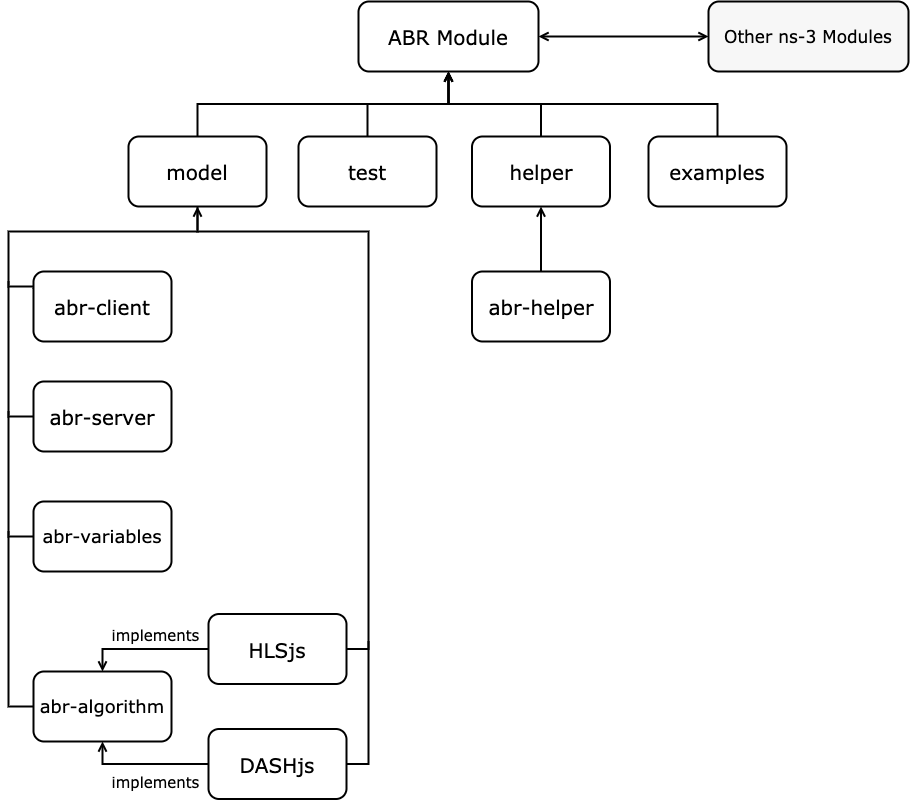 ABR Module
Other ns-3 Modules
model
test
helper
examples
abr-client
abr-helper
abr-server
abr-variables
implements
HLSjs
abr-algorithm
DASHjs
implements